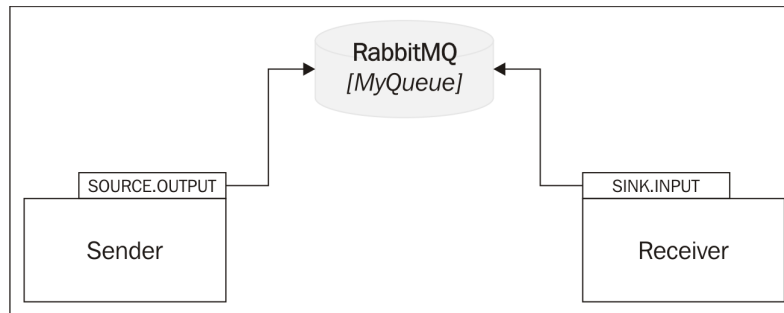 RabbitMQ
[MyQueue]
SOURCE.OUTPUT
SINK.INPUT
Sender
Receiver